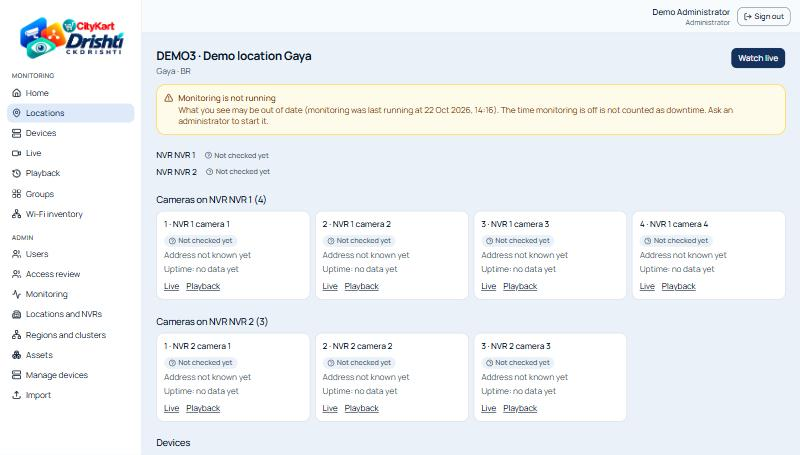 CityKart
Drishti
CKDRISHTI
MONITORING
Home
Locations
Devices
Live
Playback
Groups
Wi-Fi inventory
ADMIN
Users
Access review
Monitoring
Locations and NVRs
Regions and clusters
Assets
Manage devices
Import
Demo Administrator
Administrator
Sign out
DEMO3 · Demo location Gaya
Gaya · BR
Watch live
Monitoring is not running
What you see may be out of date (monitoring was last running at 22 Oct 2026, 14:16). The time monitoring is off is not counted as downtime. Ask an
administrator to start it.
NVR NVR 1 Not checked yet
NVR NVR 2 Not checked yet
Cameras on NVR NVR 1 (4)
1 · NVR 1 camera 1
Not checked yet
Address not known yet
Uptime: no data yet
Live Playback
2 · NVR 1 camera 2
Not checked yet
Address not known yet
Uptime: no data yet
Live Playback
3 · NVR 1 camera 3
Not checked yet
Address not known yet
Uptime: no data yet
Live Playback
4 · NVR 1 camera 4
Not checked yet
Address not known yet
Uptime: no data yet
Live Playback
Cameras on NVR NVR 2 (3)
1 · NVR 2 camera 1
Not checked yet
Address not known yet
Uptime: no data yet
Live Playback
2 · NVR 2 camera 2
Not checked yet
Address not known yet
Uptime: no data yet
Live Playback
3 · NVR 2 camera 3
Not checked yet
Address not known yet
Uptime: no data yet
Live Playback
Devices